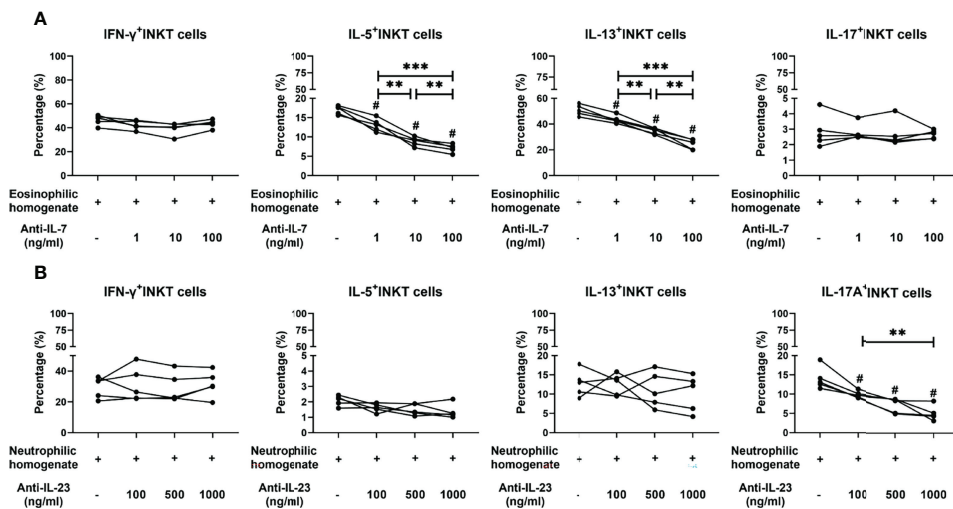 A
IFN-γ+INKT cells
IL-5+INKT cells
IL-13+INKT cells
IL-17+INKT cells
Percentage (%)
100
75
50
60
40
20
0
Percentage (%)
100
75
50
20
15
10
5
0
***
**
**
#
#
#
Percentage (%)
100
75
60
40
20
0
***
**
**
#
#
#
Percentage (%)
100
75
50
5
4
3
2
1
0
Eosinophilic
homogenate
+ + + +
Eosinophilic
homogenate
+ + + +
Eosinophilic
homogenate
+ + + +
Eosinophilic
homogenate
+ + + +
Anti-IL-7
(ng/ml)
- 1 10 100
Anti-IL-7
(ng/ml)
- 1 10 100
Anti-IL-7
(ng/ml)
- 1 10 100
Anti-IL-7
(ng/ml)
- 1 10 100
B
IFN-γ+INKT cells
IL-5+INKT cells
IL-13+INKT cells
IL-17A+INKT cells
Percentage (%)
100
75
50
40
20
0
Percentage (%)
100
75
50
5
4
3
2
1
0
Percentage (%)
100
75
50
20
15
10
5
0
Percentage (%)
100
75
50
20
15
10
5
0
**
#
#
#
Neutrophilic
homogenate
+ + + +
Neutrophilic
homogenate
+ + + +
Neutrophilic
homogenate
+ + + +
Neutrophilic
homogenate
+ + + +
Anti-IL-23
(ng/ml)
- 100 500 1000
Anti-IL-23
(ng/ml)
- 100 500 1000
Anti-IL-23
(ng/ml)
- 100 500 1000
Anti-IL-23
(ng/ml)
- 100 500 1000